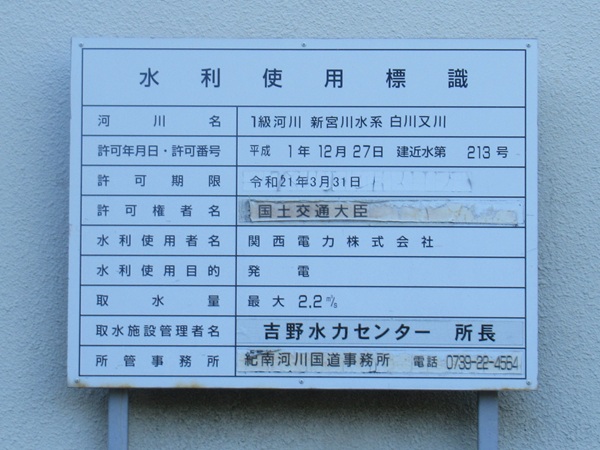 水利使用標識
河川名 1級河川 新宮川水系 白川又川
許可年月日・許可番号 平成 1年 12月 27日 建近水第 213号
許可期限 令和21年3月31日
許可権者名 国土交通大臣
水利使用者名 関西電力株式会社
水利使用目的 発電
取水量 最大 2.2㎥/s
取水施設管理者名 吉野水力センター 所長
所管事務所 紀南河川国道事務所 電話 0739-22-4564